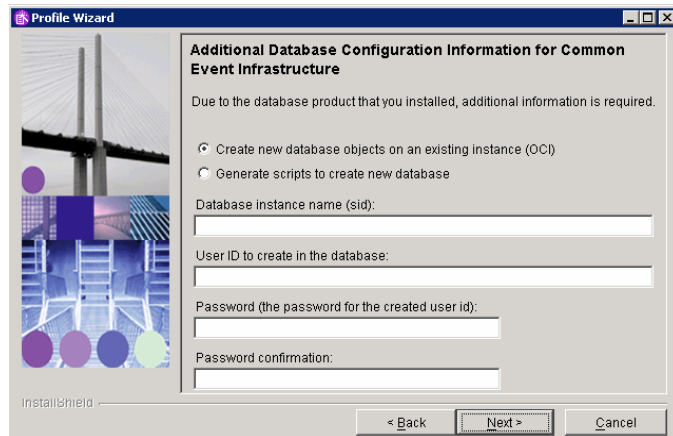 Profile Wizard
Additional Database Configuration Information for Common
Event Infrastructure
Due to the database product that you installed, additional information is required.
Create new database objects on an existing instance (OCI)
Generate scripts to create new database
Database instance name (sid):
User ID to create in the database:
Password (the password for the created user id):
Password confirmation:
InstallShield
< Back Next > Cancel